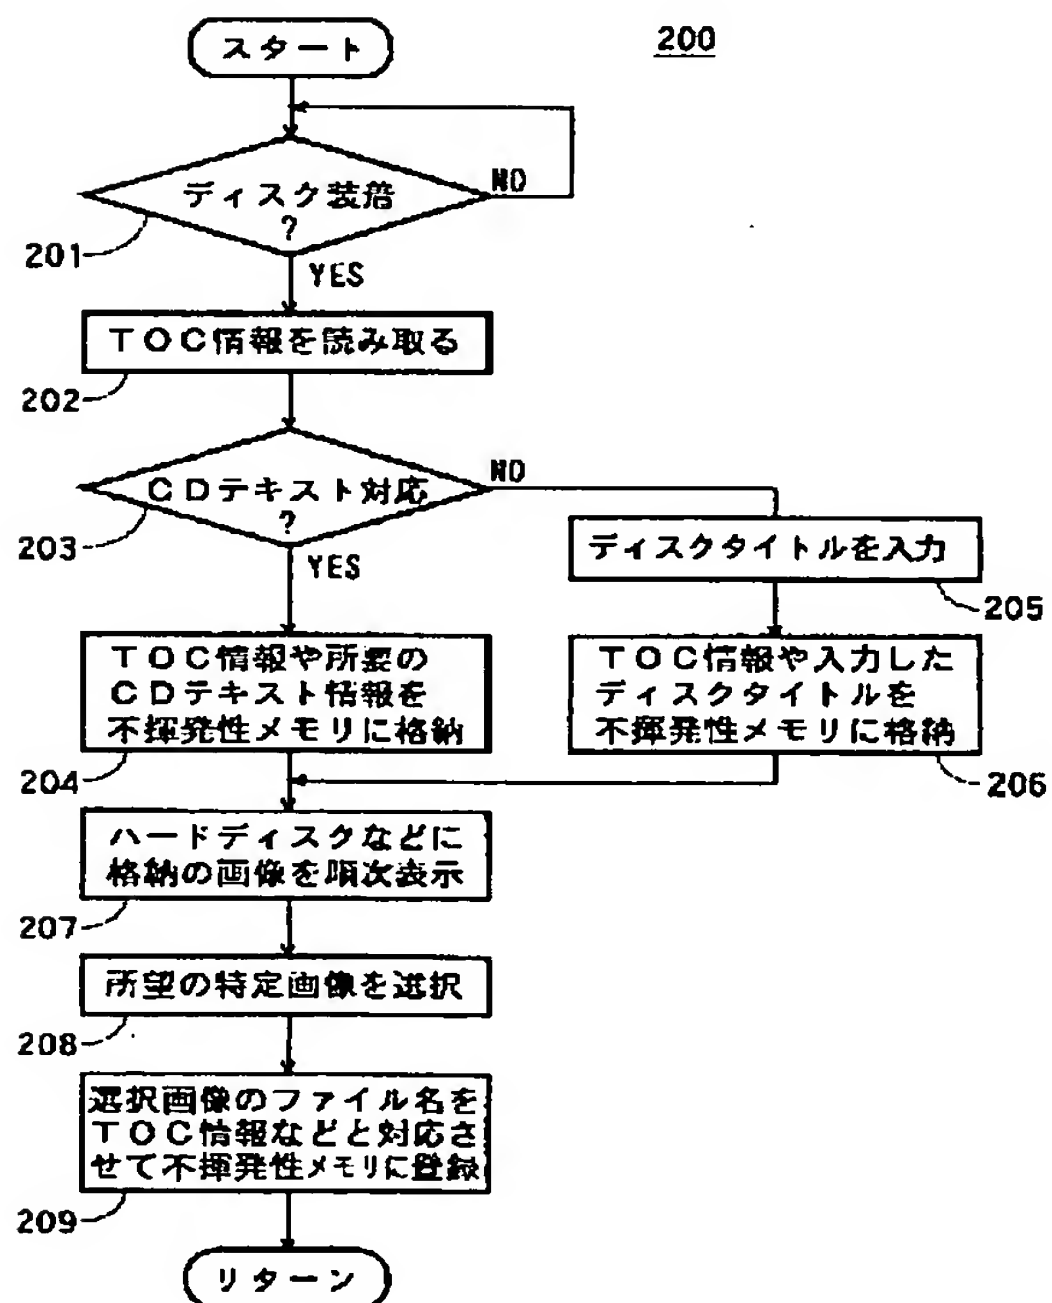 スタート
200
ディスク装倍
?
NO
201
YES
TOC情報を読み取る
202
CDテキスト対応
?
NO
203
YES
ディスクタイトルを入力
205
TOC情報や所要の
CDテキスト情報を
不揮発性メモリに格納
204
TOC情報や入力した
ディスクタイトルを
不揮発性メモリに格納
206
ハードディスクなどに
格納の画像を順次表示
207
所望の特定画像を選択
208
選択画像のファイル名を
TOC情報などと対応さ
せて不揮発性メモリに登録
209
リターン